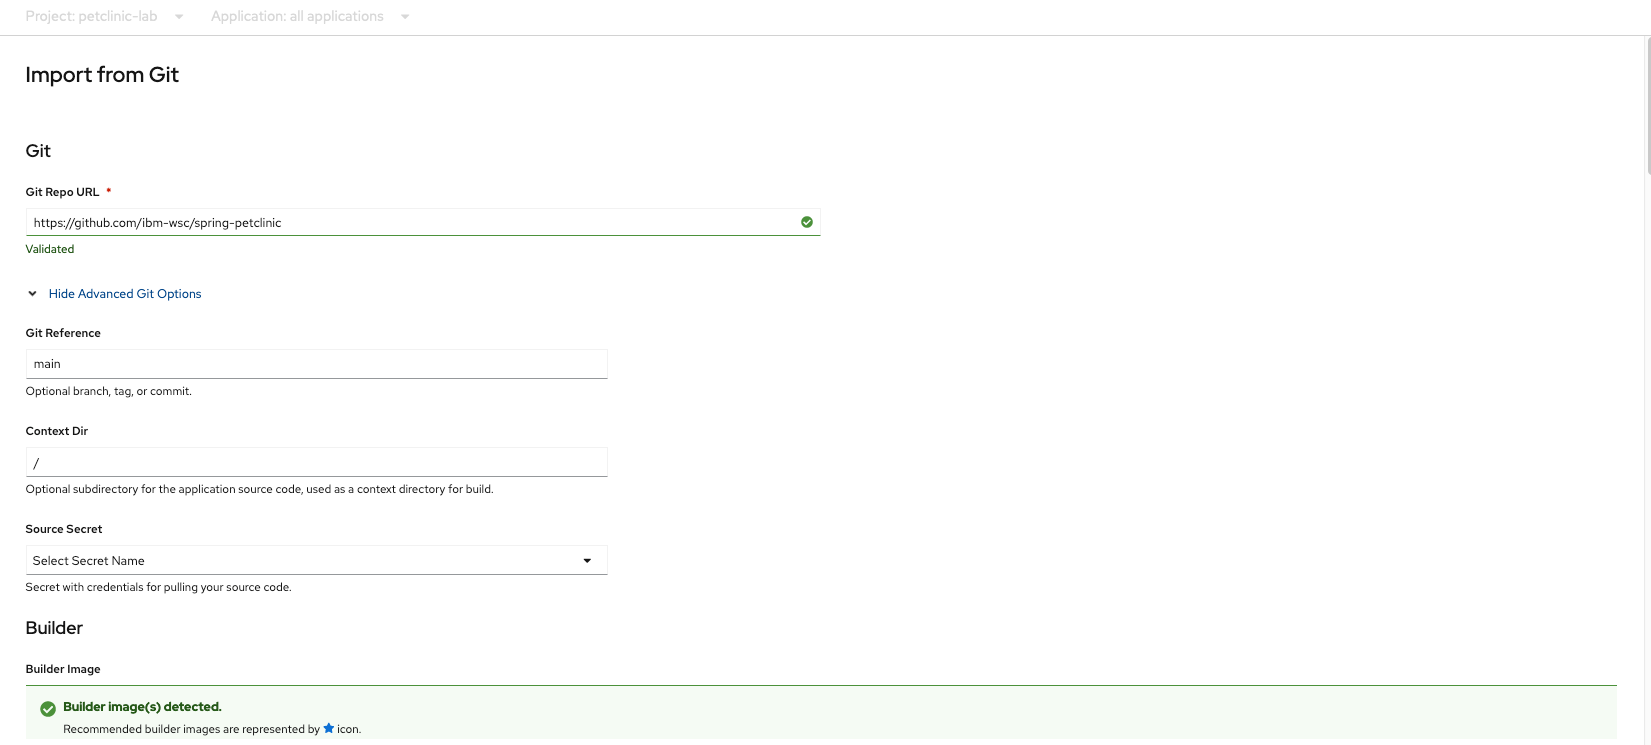 Project: petclinic-lab Application: all applications
Import from Git
Git
Git Repo URL *
https://github.com/ibm-wsc/spring-petclinic
Validated
Hide Advanced Git Options
Git Reference
main
Optional branch, tag, or commit.
Context Dir
/
Optional subdirectory for the application source code, used as a context directory for build.
Source Secret
Select Secret Name
Secret with credentials for pulling your source code.
Builder
Builder Image
Builder image(s) detected.
Recommended builder images are represented by icon.